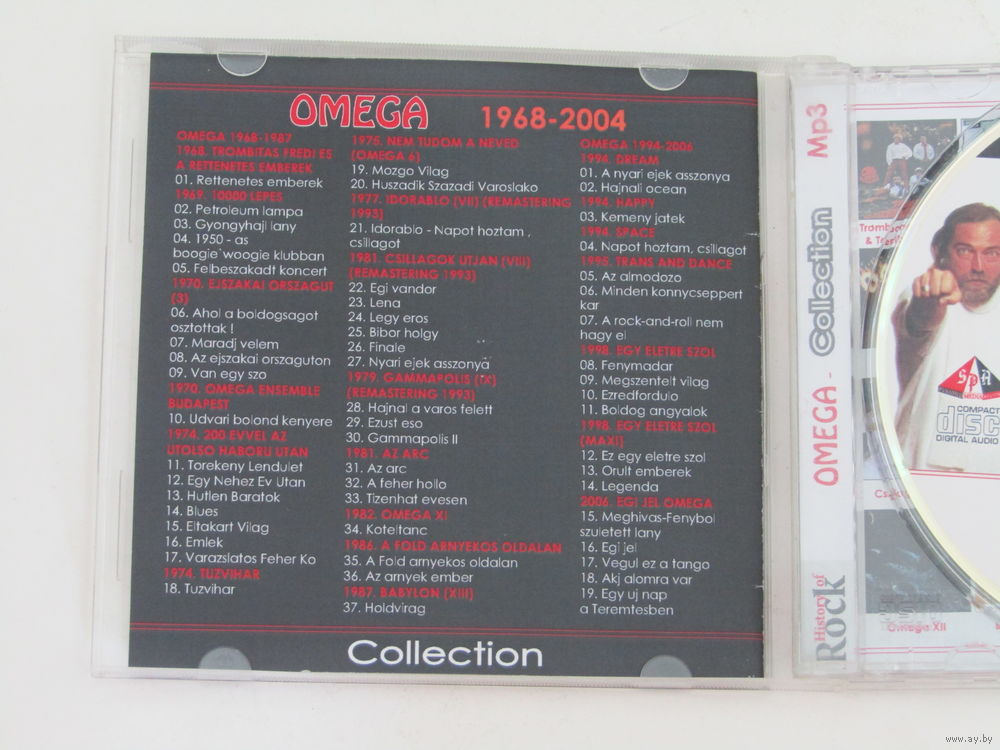 OMEGA 1968-2004
OMEGA 1968-1987
1968. TROMBITAS FREDI ES
A RETTENETES EMBEREK
01. Rettenetes emberek
1969. 10000 LEPES
02. Petroleum lampa
03. Gyongyhaji lany
04. 1950 - as
boogie`woogie klubban
05. Felbeszakadt koncert
1970. EJSZAKAI ORSZAGUT
(3)
06. Ahol a boldogsagot
osztottak !
07. Maradj velem
08. Az ejszakai orszaguton
09. Van egy szo
1970. OMEGA ENSEMBLE
BUDAPEST
10. Udvari bolond kenyere
1974. 200 EVVEL AZ
UTOLSO HABORU UTAN
11. Torekeny Lendulet
12. Egy Nehez Ev Utan
13. Hutlen Baratok
14. Blues
15. Eltakart Vilag
16. Emlek
17. Varazslatos Feher Ko
1974. TUZVIHAR
18. Tuzvihar
1975. NEM TUDOM A NEVED
(OMEGA 6)
19. Mozgo Vilag
20. Huszadik Szazadi Varoslako
1977. IDORABLO (VII) (REMASTERING
1993)
21. Idorablo - Napot hoztam ,
csillagot
1981. CSILLAGOK UTJAN (VIII)
(REMASTERING 1993)
22. Egi vandor
23. Lena
24. Legy eros
25. Bibor holgy
26. Finale
27. Nyari ejek asszonya
1979. GAMMAPOLIS (IX)
(REMASTERING 1993)
28. Hajnal a varos felett
29. Ezust eso
30. Gammapolis II
1981. AZ ARC
31. Az arc
32. A feher hollo
33. Tizenhat evesen
1982. OMEGA XI
34. Koteltanc
1986. A FOLD ARNYEKOS OLDALAN
35. A Fold arnyekos oldalan
36. Az arnyek ember
1987. BABYLON (XIII)
37. Holdvirag
OMEGA 1994-2006
1994. DREAM
01. A nyari ejek asszonya
02. Hajnali ocean
1994. HAPPY
03. Kemeny jatek
1994. SPACE
04. Napot hoztam, csillagot
1995. TRANS AND DANCE
05. Az almodozo
06. Minden konnycseppert
kar
07. A rock-and-roll nem
hagy el
1998. EGY ELETRE SZOL
08. Fenymadar
09. Megszentelt vilag
10. Ezredfordulo
11. Boldog angyalok
1998. EGY ELETRE SZOL
(MAXI)
12. Ez egy eletre szol
13. Orult emberek
14. Legenda
2006. EGI JEL OMEGA
15. Meghivas-Fenybol
szuletett lany
16. Egi jel
17. Vegul ez a tango
18. Akj alomra var
19. Egy uj nap
a Teremtesben
Collection
History of
Rock
OMEGA - Collection Mp3
SPA
COMPACT
disc
DIGITAL AUDIO
Omega XII
www.ay.by